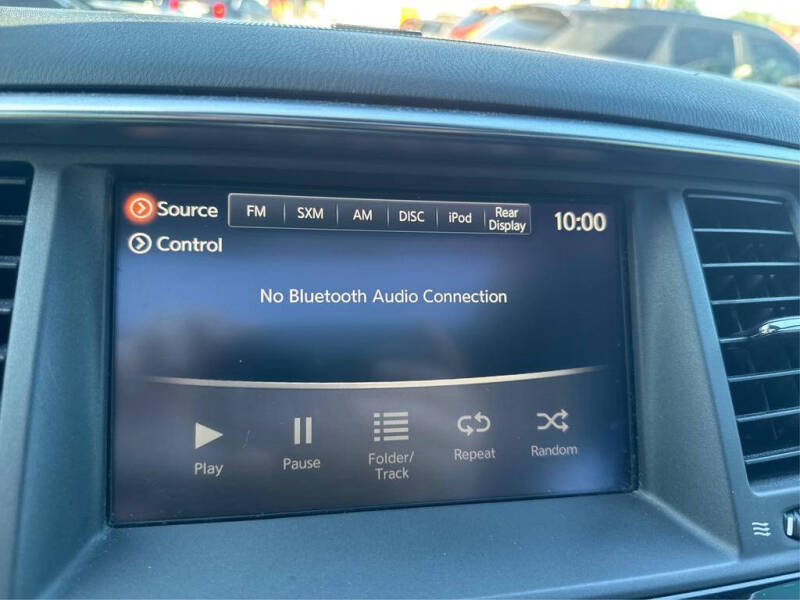 Source FM SXM AM DISC iPod Rear Display 10:00
Control
No Bluetooth Audio Connection
Play Pause Folder/ Track Repeat Random